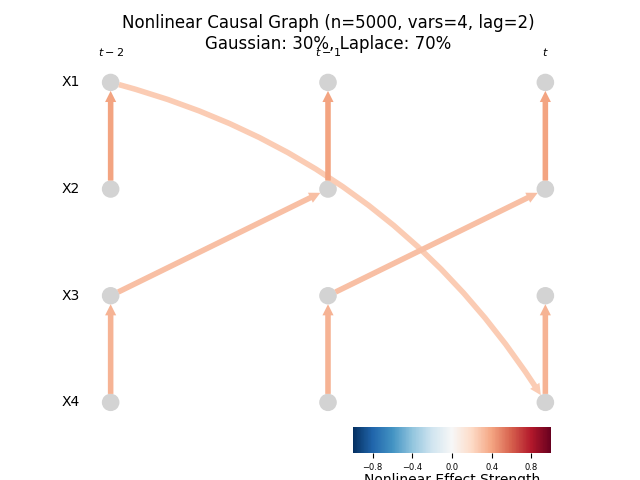 Nonlinear Causal Graph (n=5000, vars=4, lag=2)
Gaussian: 30%, Laplace: 70%
t − 2 t − 1 t
X1
X2
X3
X4
−0.8 −0.4 0.0 0.4 0.8
Nonlinear Effect Strength